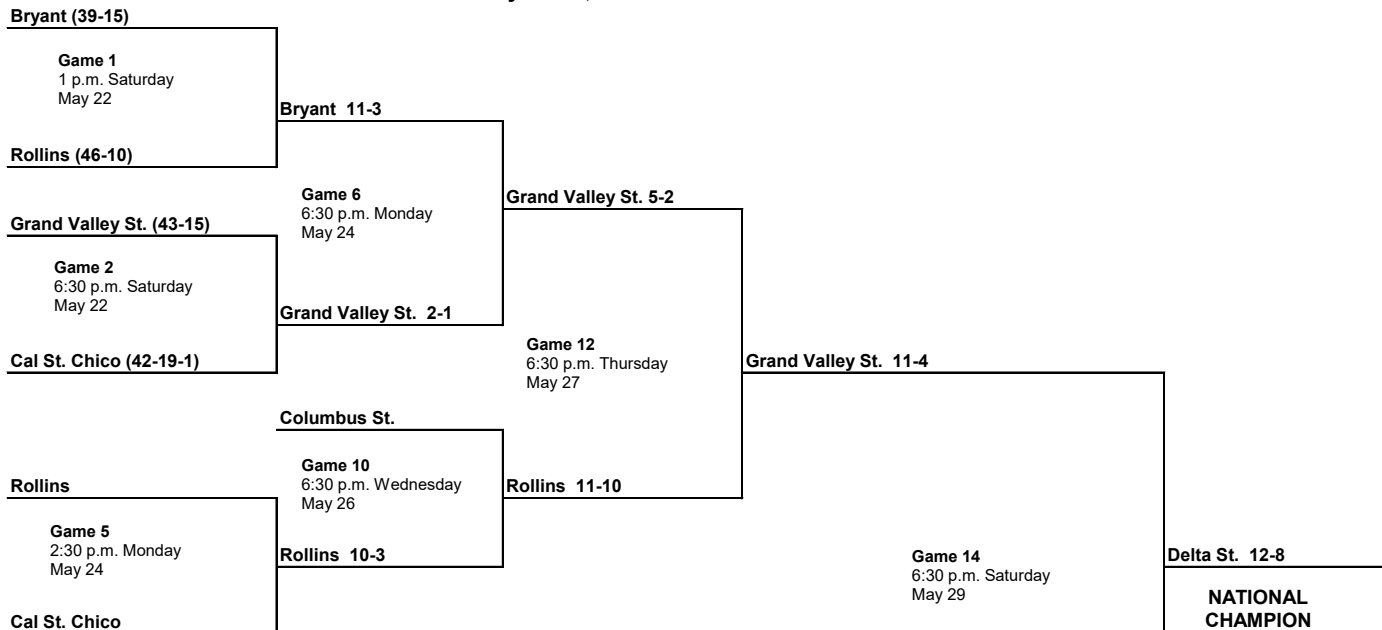 Bryant (39-15)
Game 1
1 p.m. Saturday
May 22
Bryant 11-3
Rollins (46-10)
Game 6
6:30 p.m. Monday
May 24
Grand Valley St. 5-2
Grand Valley St. (43-15)
Game 2
6:30 p.m. Saturday
May 22
Grand Valley St. 2-1
Game 12
6:30 p.m. Thursday
May 27
Cal St. Chico (42-19-1)
Grand Valley St. 11-4
Columbus St.
Game 10
6:30 p.m. Wednesday
May 26
Rollins
Rollins 11-10
Game 5
2:30 p.m. Monday
May 24
Rollins 10-3
Game 14
6:30 p.m. Saturday
May 29
Delta St. 12-8
NATIONAL
CHAMPION
Cal St. Chico